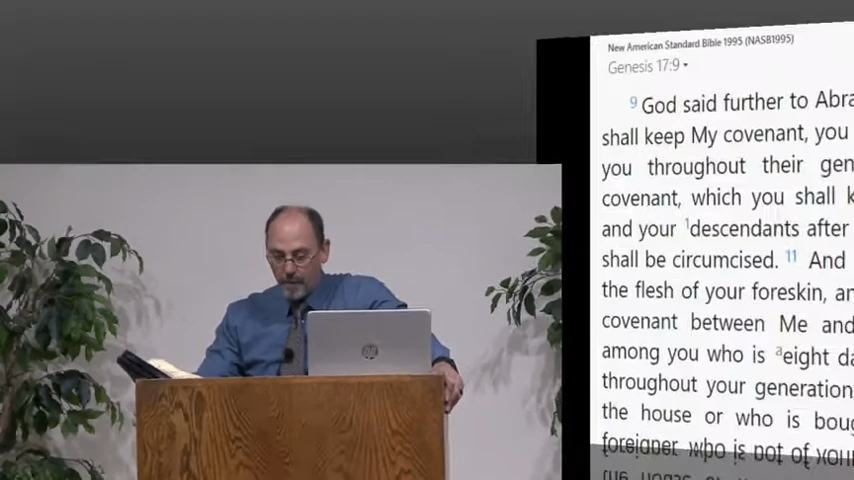 New American Standard Bible 1995 (NASB1995)
Genesis 17:9
9 God said further to Abra
shall keep My covenant, you
you throughout their gen
covenant, which you shall k
and your 1descendants after
shall be circumcised. 11 And
the flesh of your foreskin, an
covenant between Me and
among you who is aeight da
throughout your generation
the house or who is boug
foreigner who is not of your
hp